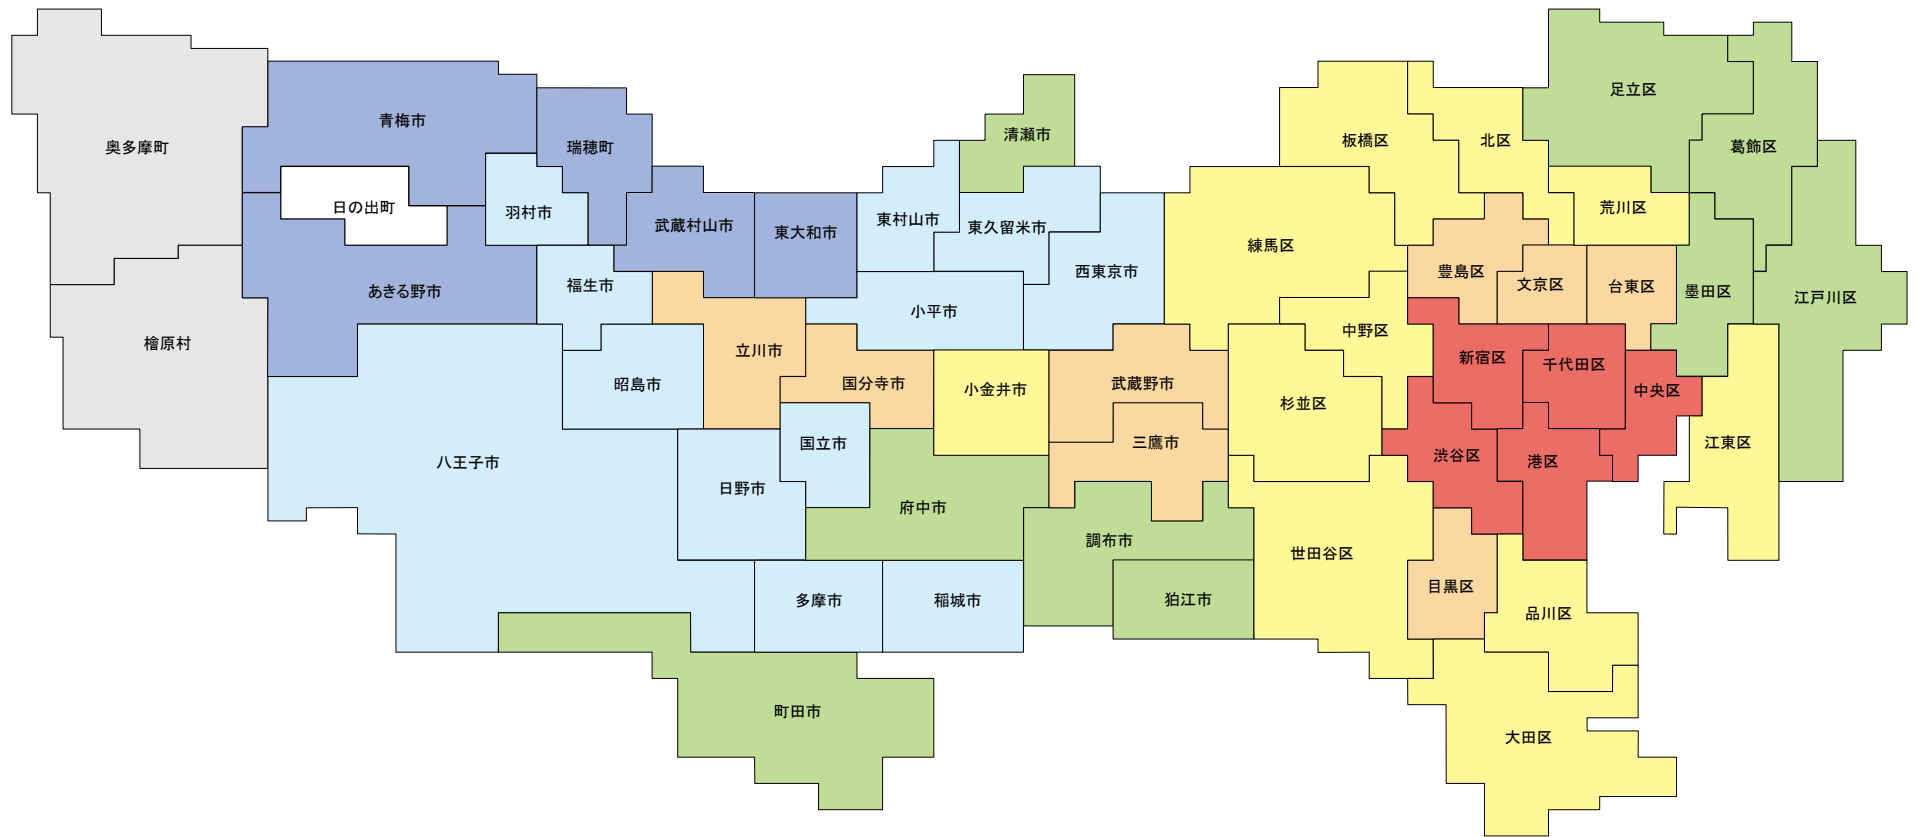 足立区
青梅市
清瀬市
板橋区
北区
奥多摩町
瑞穂町
葛飾区
日の出町
羽村市
荒川区
武蔵村山市
東大和市
東村山市
東久留米市
練馬区
西東京市
豊島区
文京区
台東区
墨田区
江戸川区
あきる野市
福生市
小平市
中野区
檜原村
立川市
新宿区
千代田区
昭島市
国分寺市
小金井市
武蔵野市
杉並区
中央区
国立市
三鷹市
江東区
八王子市
渋谷区
港区
日野市
府中市
調布市
世田谷区
目黒区
多摩市
稲城市
狛江市
品川区
町田市
大田区